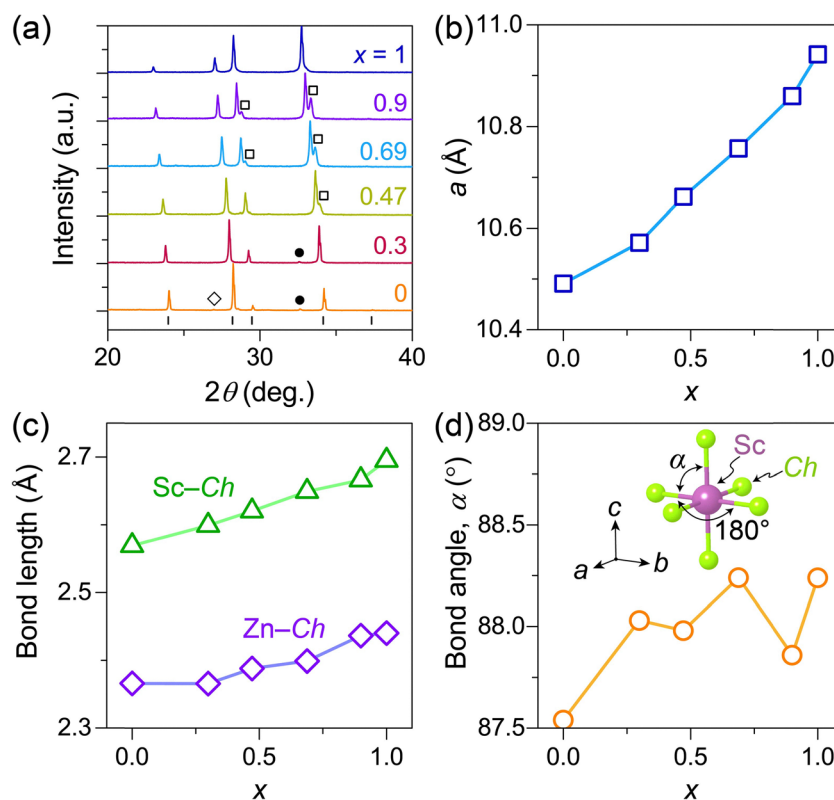 (a)
x = 1
0.9
0.69
0.47
0.3
0
Intensity (a.u.)
20 30 40
2θ (deg.)
(b)
11.0
10.8
10.6
10.4
a (Å)
0.0 0.5 1.0
x
(c)
2.7
2.5
2.3
Bond length (Å)
Sc–Ch
Zn–Ch
0.0 0.5 1.0
x
(d)
89.0
88.5
88.0
87.5
Bond angle, α (°)
Sc
α
Ch
180°
c
a
b
0.0 0.5 1.0
x